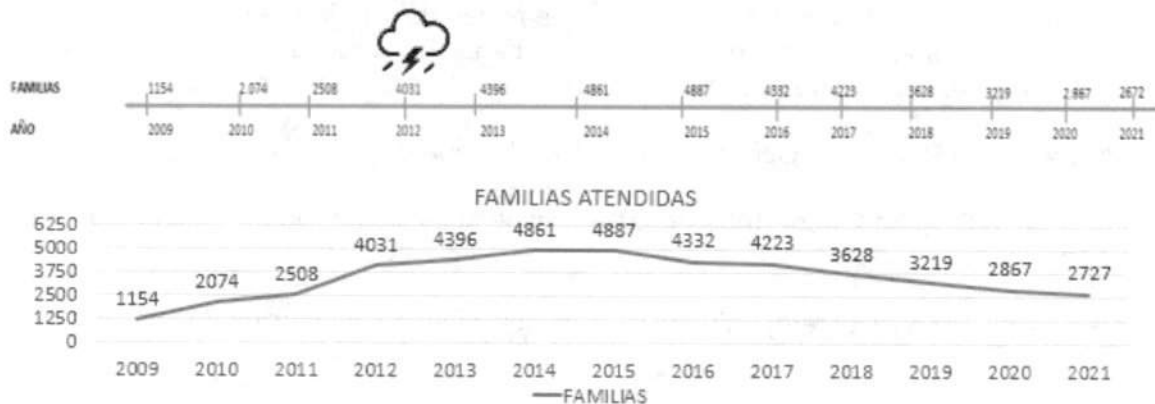 FAMILIAS 1154 2.074 2508 4031 4396 4861 4887 4332 4223 3628 3219 2.867 2672
AÑO 2009 2010 2011 2012 2013 2014 2015 2016 2017 2018 2019 2020 2021
FAMILIAS ATENDIDAS
6250
5000
3750
2500
1250
0
1154 2074 2508 4031 4396 4861 4887 4332 4223 3628 3219 2867 2727
2009 2010 2011 2012 2013 2014 2015 2016 2017 2018 2019 2020 2021
FAMILIAS